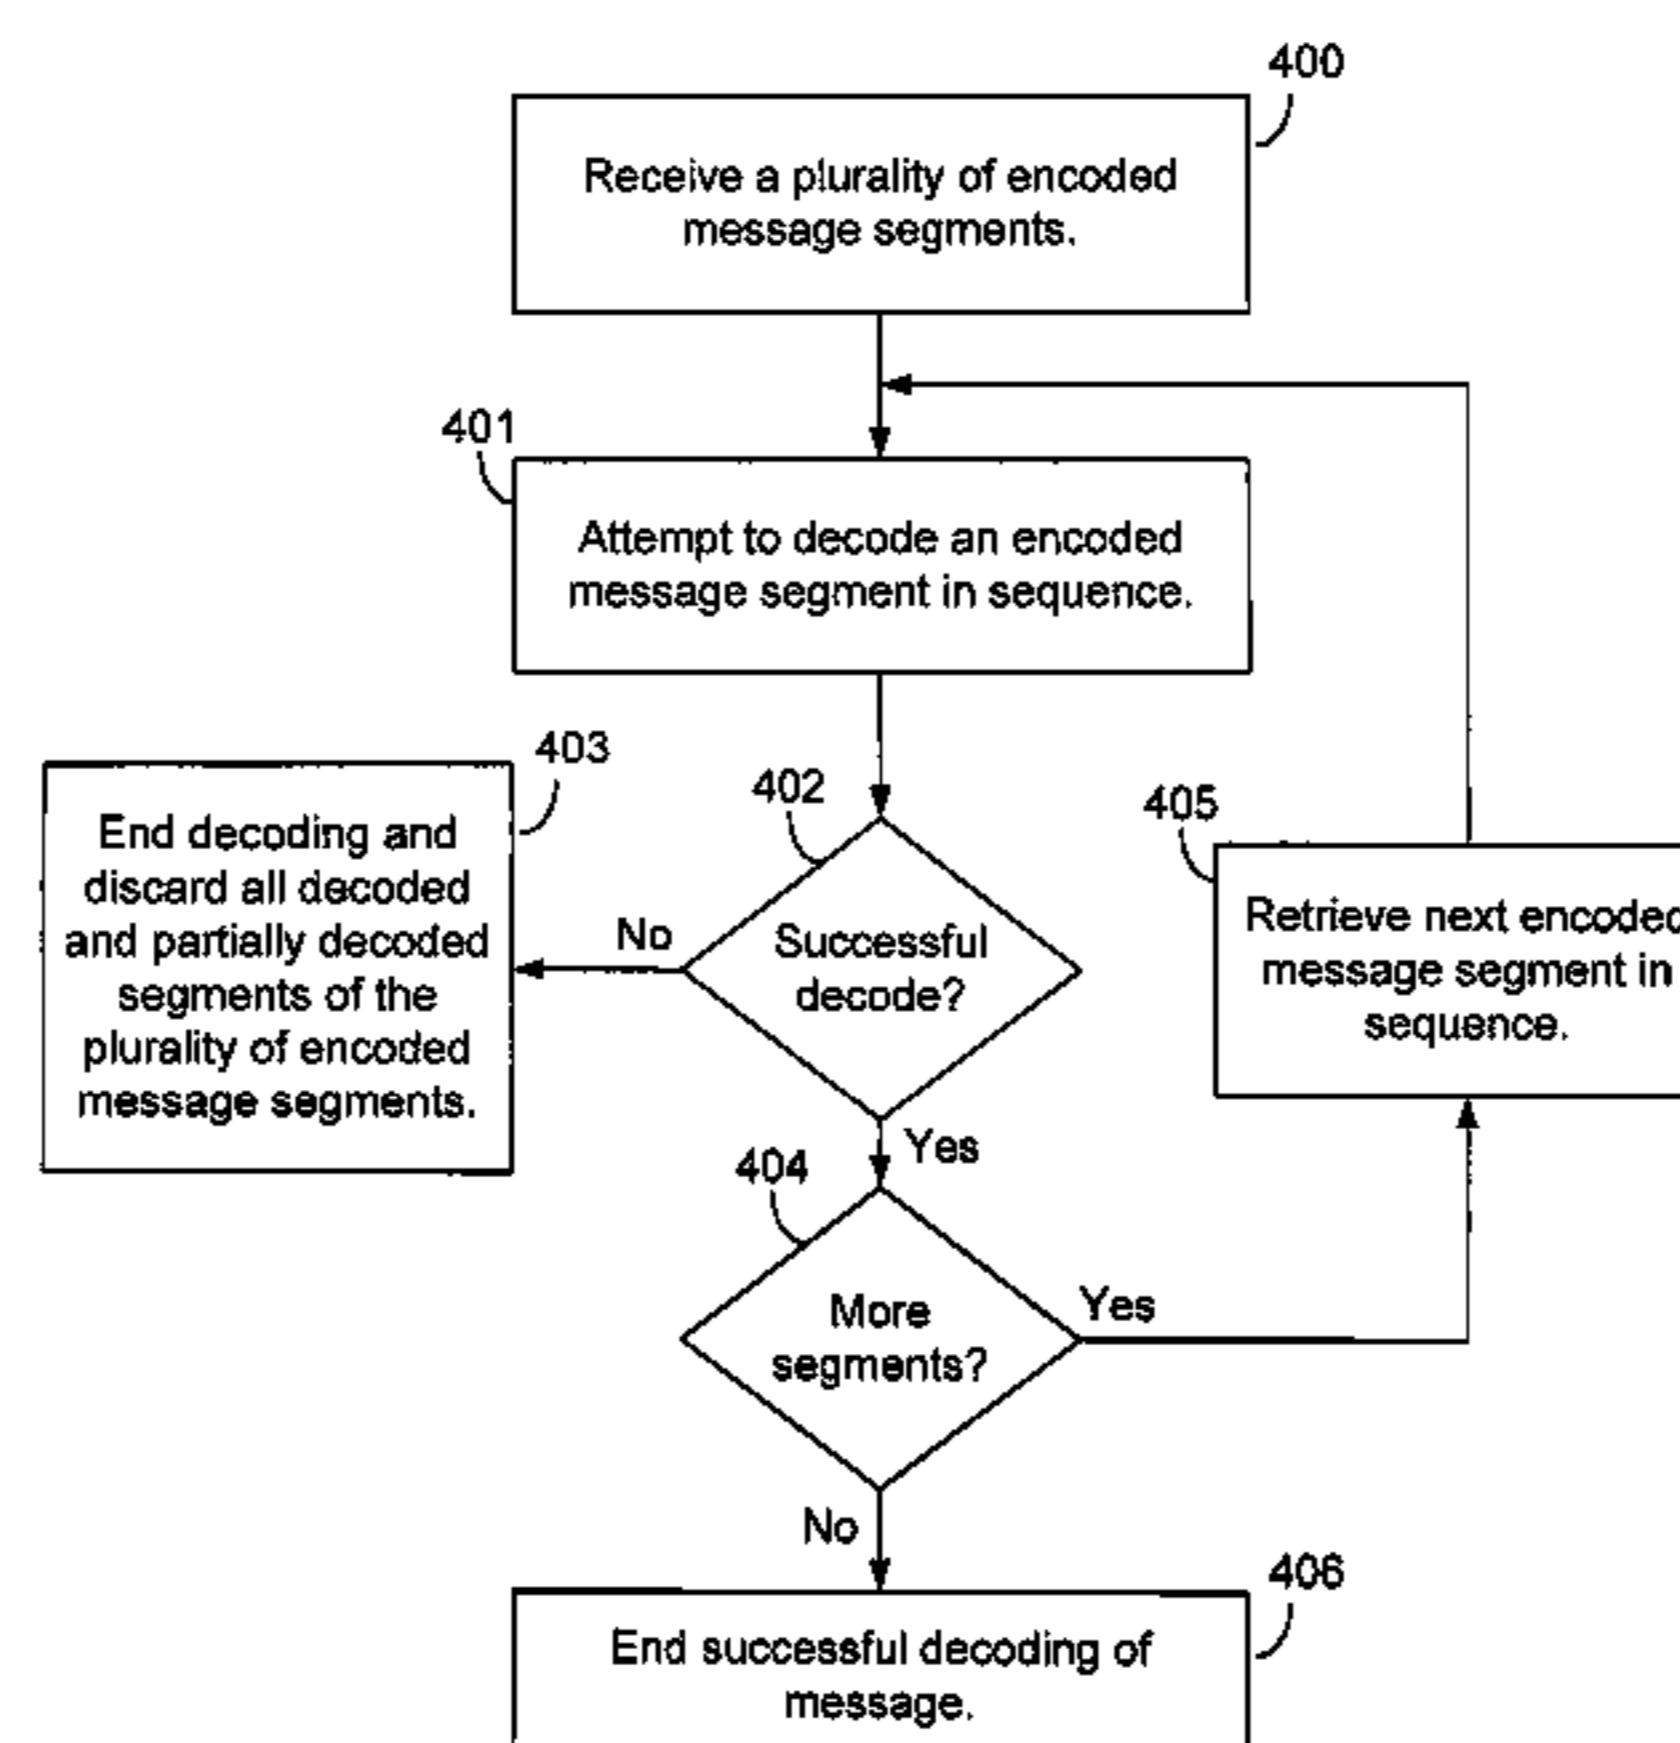 400
Receive a plurality of encoded
message segments.
401
Attempt to decode an encoded
message segment in sequence.
403
End decoding and
discard all decoded
and partially decoded
segments of the
plurality of encoded
message segments.
402
Successful
decode?
No
Yes
405
Retrieve next encoded
message segment in
sequence.
404
More
segments?
Yes
No
406
End successful decoding of
message.